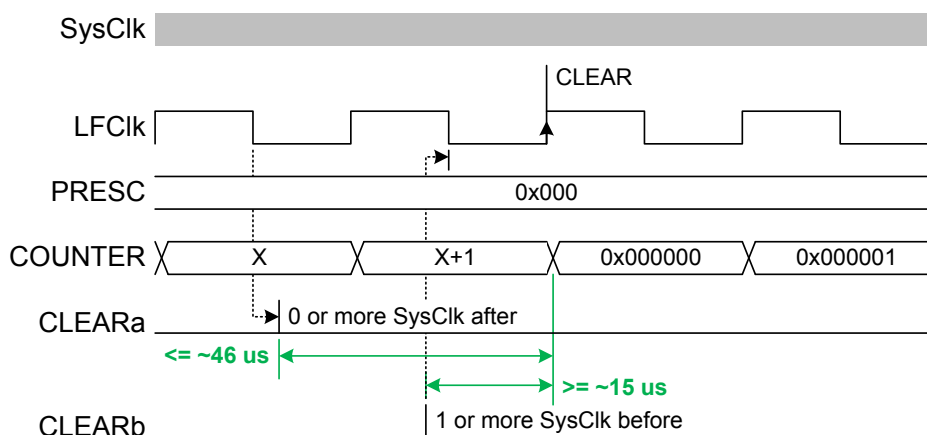 SysClk
CLEAR
LFClk
PRESC
0x000
COUNTER
X
X+1
0x000000
0x000001
CLEARa
0 or more SysClk after
<= ~46 us
>= ~15 us
CLEARb
1 or more SysClk before